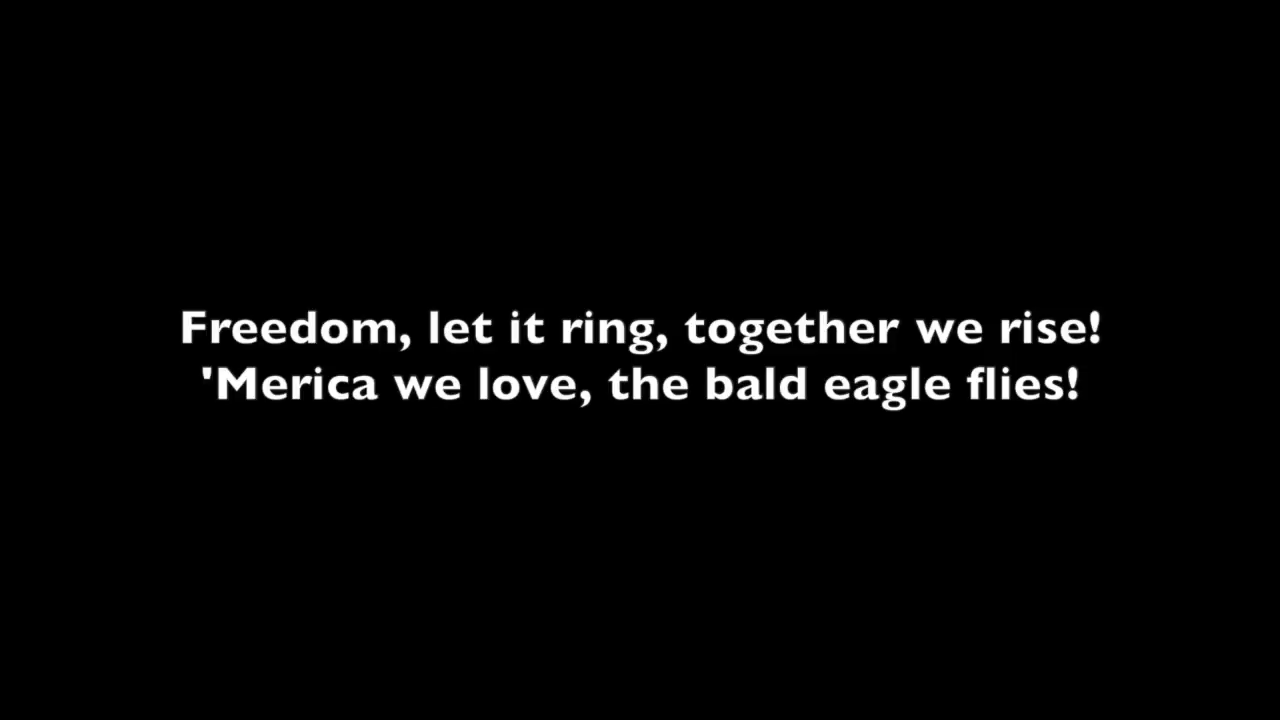 Freedom, let it ring, together we rise!
'Merica we love, the bald eagle flies!